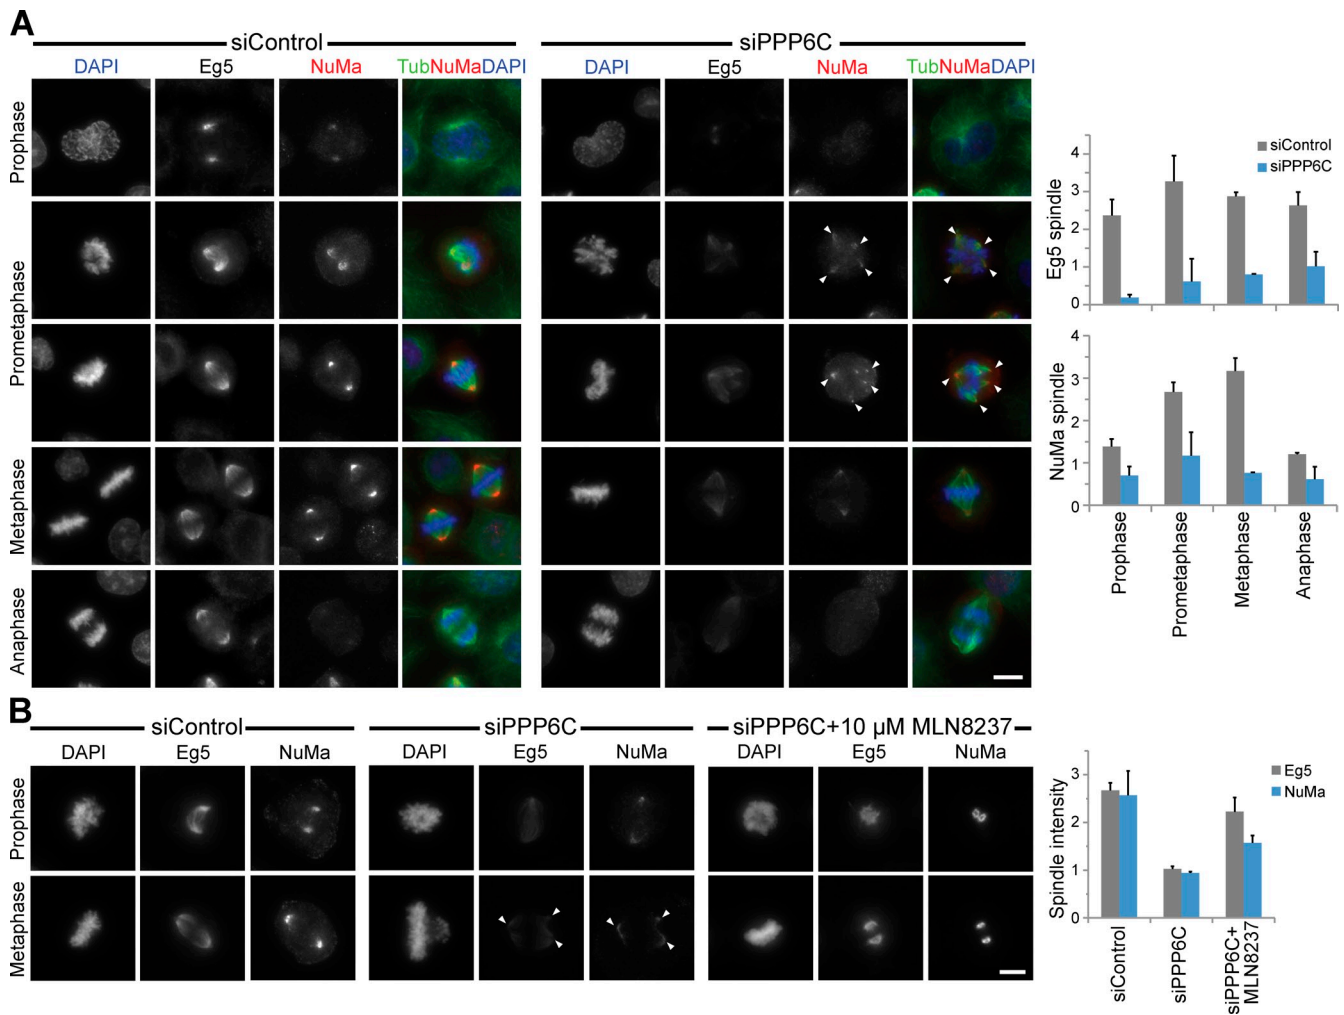 A
siControl
siPPP6C
DAPI
Eg5
NuMa
TubNuMaDAPI
DAPI
Eg5
NuMa
TubNuMaDAPI
Prophase
Prometaphase
Metaphase
Anaphase
Eg5 spindle
4
3
2
1
0
siControl
siPPP6C
NuMa spindle
4
3
2
1
0
Prophase
Prometaphase
Metaphase
Anaphase
B
siControl
siPPP6C
siPPP6C+10 µM MLN8237
DAPI
Eg5
NuMa
DAPI
Eg5
NuMa
DAPI
Eg5
NuMa
Prophase
Metaphase
Spindle intensity
3
2
1
0
Eg5
NuMa
siControl
siPPP6C
siPPP6C+
MLN8237